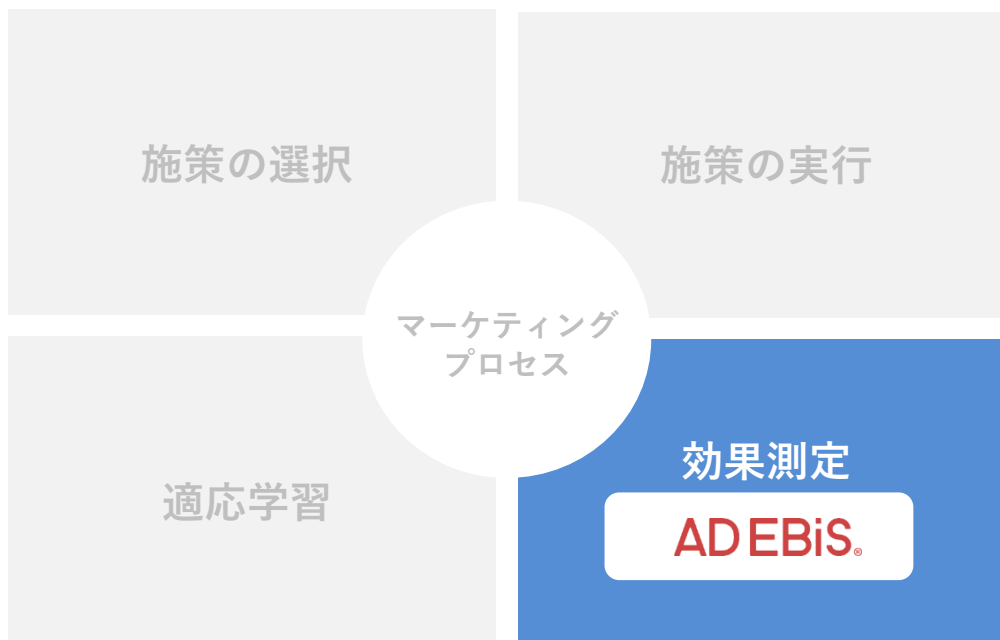 施策の選択
施策の実行
マーケティング
プロセス
適応学習
効果測定
AD EBiS®